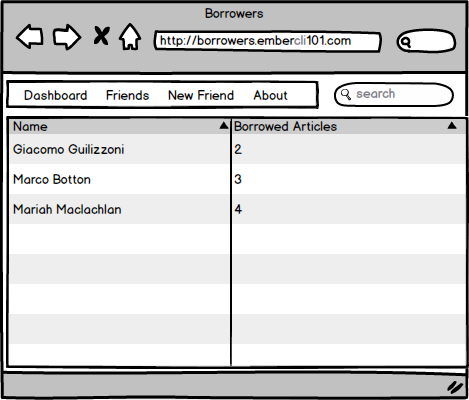 Borrowers
http://borrowers.embercli101.com
Dashboard Friends New Friend About search
Name Borrowed Articles
Giacomo Guilizzoni 2
Marco Botton 3
Mariah Maclachlan 4